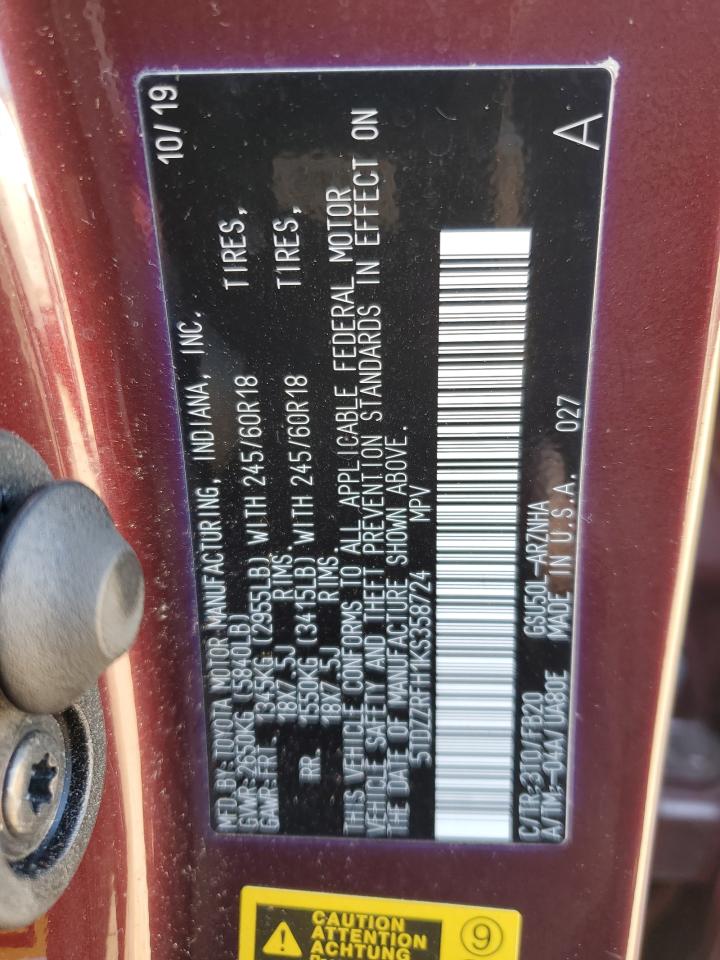 MFD.BY:TOYOTA MOTOR MANUFACTURING, INDIANA, INC. 10/19
GVWR:2650KG (5840LB)
GAWR:FRT. 1345KG (2955LB) WITH 245/60R18 TIRES,
18X7.5J RIMS.
RR. 1550KG (3415LB) WITH 245/60R18 TIRES,
18X7.5J RIMS.
THIS VEHICLE CONFORMS TO ALL APPLICABLE FEDERAL MOTOR
VEHICLE SAFETY AND THEFT PREVENTION STANDARDS IN EFFECT ON
THE DATE OF MANUFACTURE SHOWN ABOVE.
5TDZZRFH1KS358724 MPV
C/TR:3T0/FB20 GSU50L-ARZNHA 027
A/TM:-04A/UA80E MADE IN U.S.A. A
CAUTION
ATTENTION
ACHTUNG
9